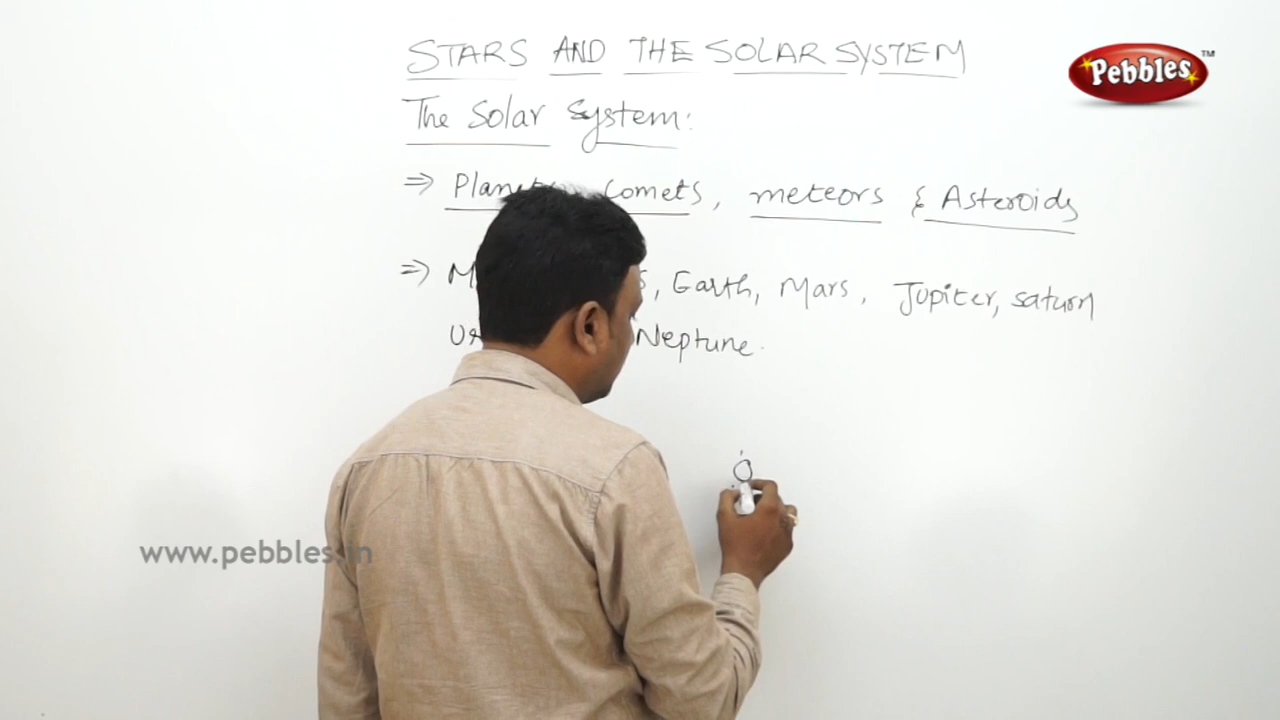 STARS AND THE SOLAR SYSTEM
Pebbles™
The Solar System:
⇒ Comets, meteors & Asteroids
⇒ Earth, Mars, Jupiter, saturn
Neptune.
www.pebbles.in